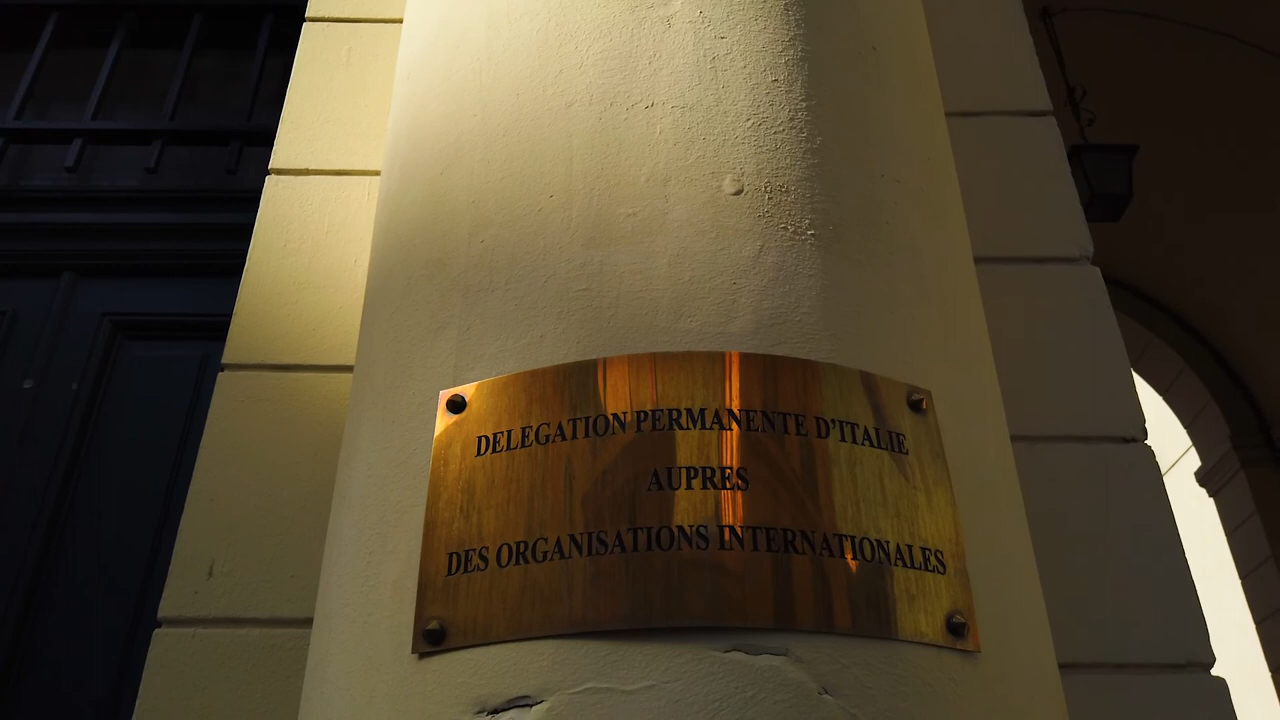 DELEGATION PERMANENTE D'ITALIE
AUPRES
DES ORGANISATIONS INTERNATIONALES